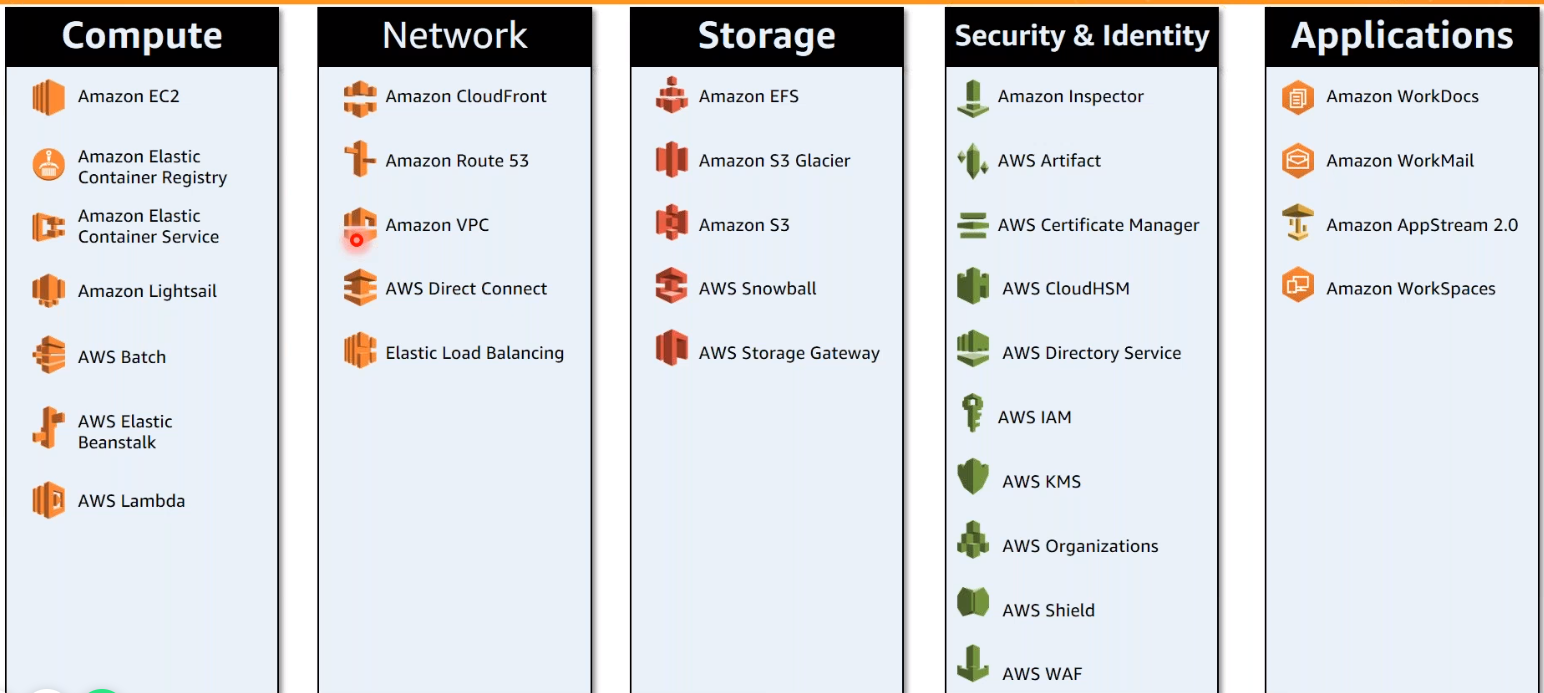 Compute
Amazon EC2
Amazon Elastic
Container Registry
Amazon Elastic
Container Service
Amazon Lightsail
AWS Batch
AWS Elastic
Beanstalk
AWS Lambda
Network
Amazon CloudFront
Amazon Route 53
Amazon VPC
AWS Direct Connect
Elastic Load Balancing
Storage
Amazon EFS
Amazon S3 Glacier
Amazon S3
AWS Snowball
AWS Storage Gateway
Security & Identity
Amazon Inspector
AWS Artifact
AWS Certificate Manager
AWS CloudHSM
AWS Directory Service
AWS IAM
AWS KMS
AWS Organizations
AWS Shield
AWS WAF
Applications
Amazon WorkDocs
Amazon WorkMail
Amazon AppStream 2.0
Amazon WorkSpaces